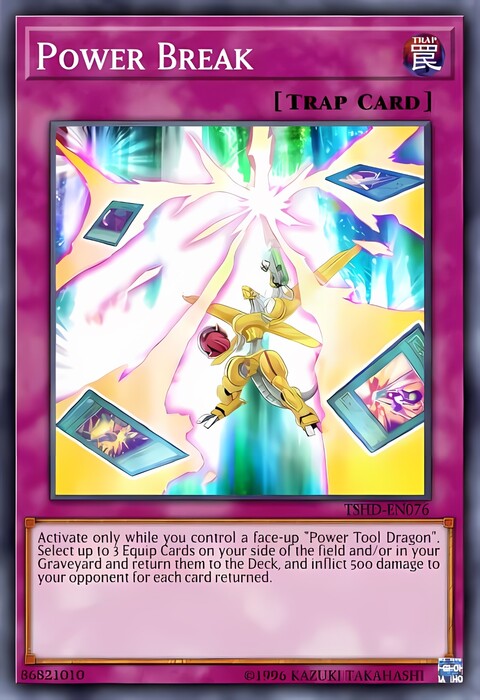 POWER BREAK
TRAP
罠
[TRAP CARD]
TSHD-EN076
Activate only while you control a face-up "Power Tool Dragon".
Select up to 3 Equip Cards on your side of the field and/or in your
Graveyard and return them to the Deck, and inflict 500 damage to
your opponent for each card returned.
86821010
©1996 KAZUKI TAKAHASHI